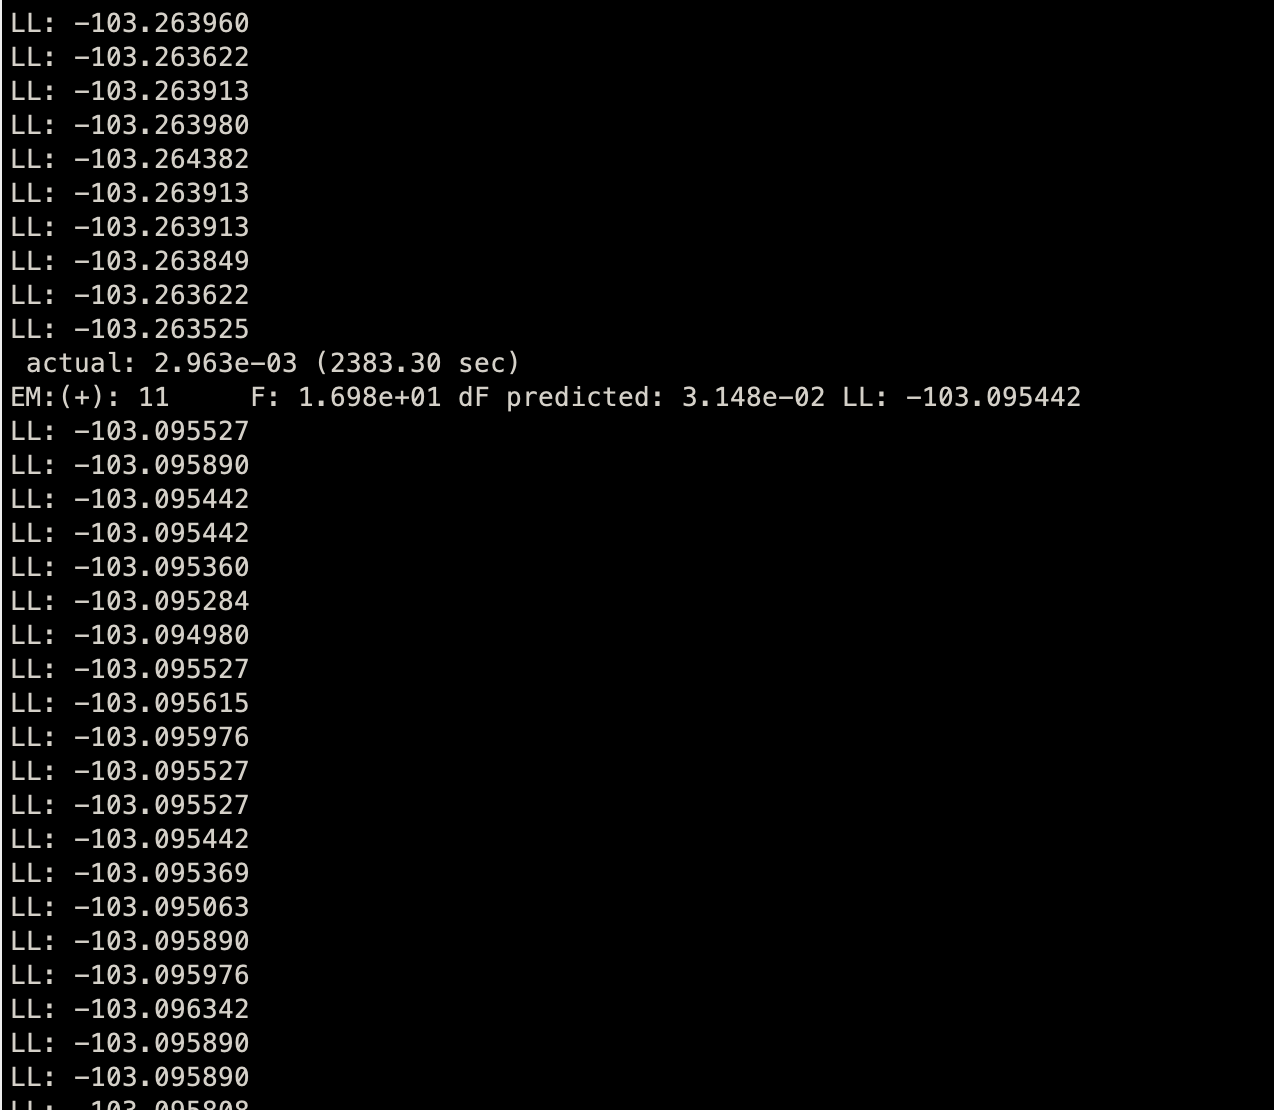 LL: -103.263960
LL: -103.263622
LL: -103.263913
LL: -103.263980
LL: -103.264382
LL: -103.263913
LL: -103.263913
LL: -103.263849
LL: -103.263622
LL: -103.263525
actual: 2.963e-03 (2383.30 sec)
EM:(+): 11     F: 1.698e+01 dF predicted: 3.148e-02 LL: -103.095442
LL: -103.095527
LL: -103.095890
LL: -103.095442
LL: -103.095442
LL: -103.095360
LL: -103.095284
LL: -103.094980
LL: -103.095527
LL: -103.095615
LL: -103.095976
LL: -103.095527
LL: -103.095527
LL: -103.095442
LL: -103.095369
LL: -103.095063
LL: -103.095890
LL: -103.095976
LL: -103.096342
LL: -103.095890
LL: -103.095890
LL: -103.095808